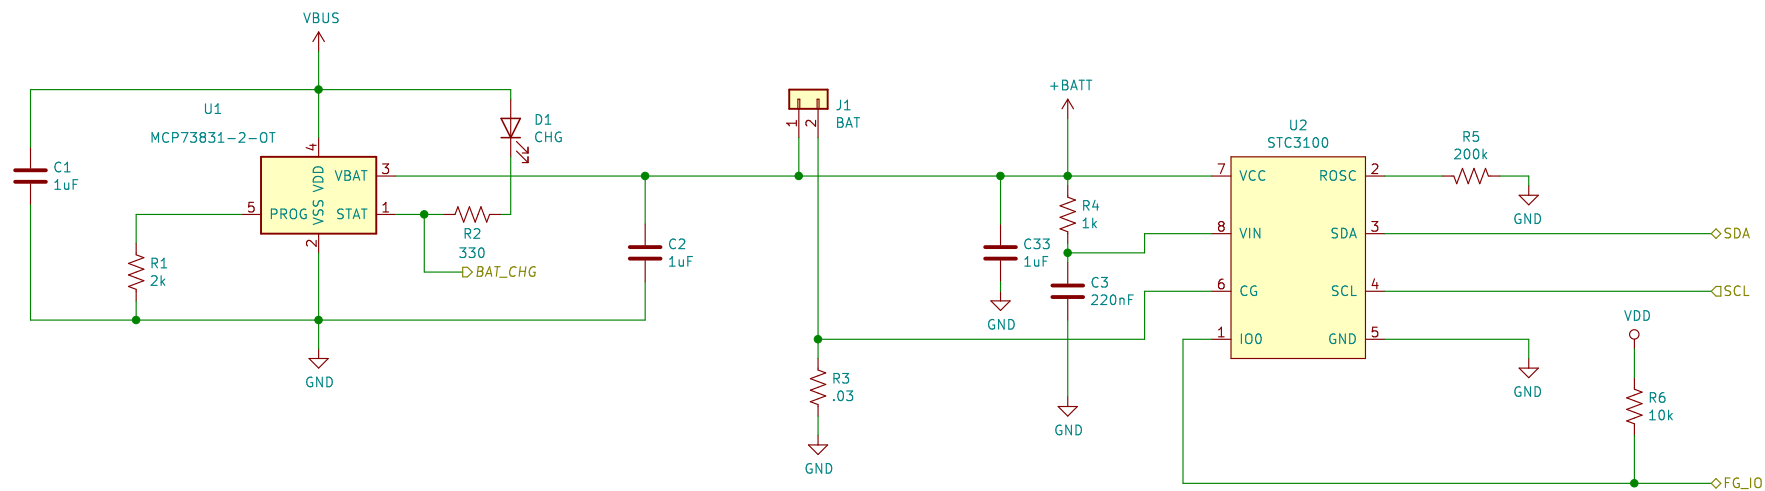 VBUS
U1
MCP73831-2-OT
C1
1uF
4
VDD
VBAT
3
5
PROG
VSS
STAT
1
2
D1
CHG
R2
330
BAT_CHG
R1
2k
GND
C2
1uF
J1
BAT
1
2
R3
.03
GND
+BATT
C33
1uF
GND
R4
1k
C3
220nF
GND
U2
STC3100
7
VCC
ROSC
2
8
VIN
SDA
3
6
CG
SCL
4
1
IO0
GND
5
R5
200k
GND
SDA
SCL
GND
VDD
R6
10k
FG_IO